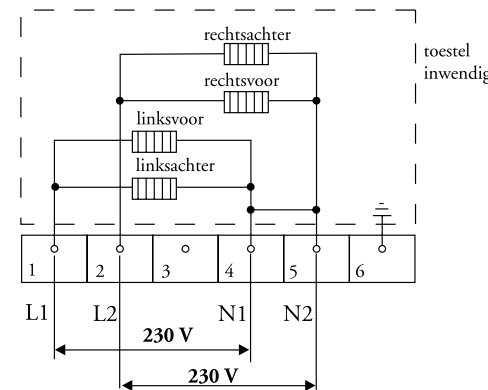 rechtsachter
toestel
inwendig
rechtsvoor
linksvoor
linksachter
1 2 3 4 5 6
L1 L2 N1 N2
230 V
230 V